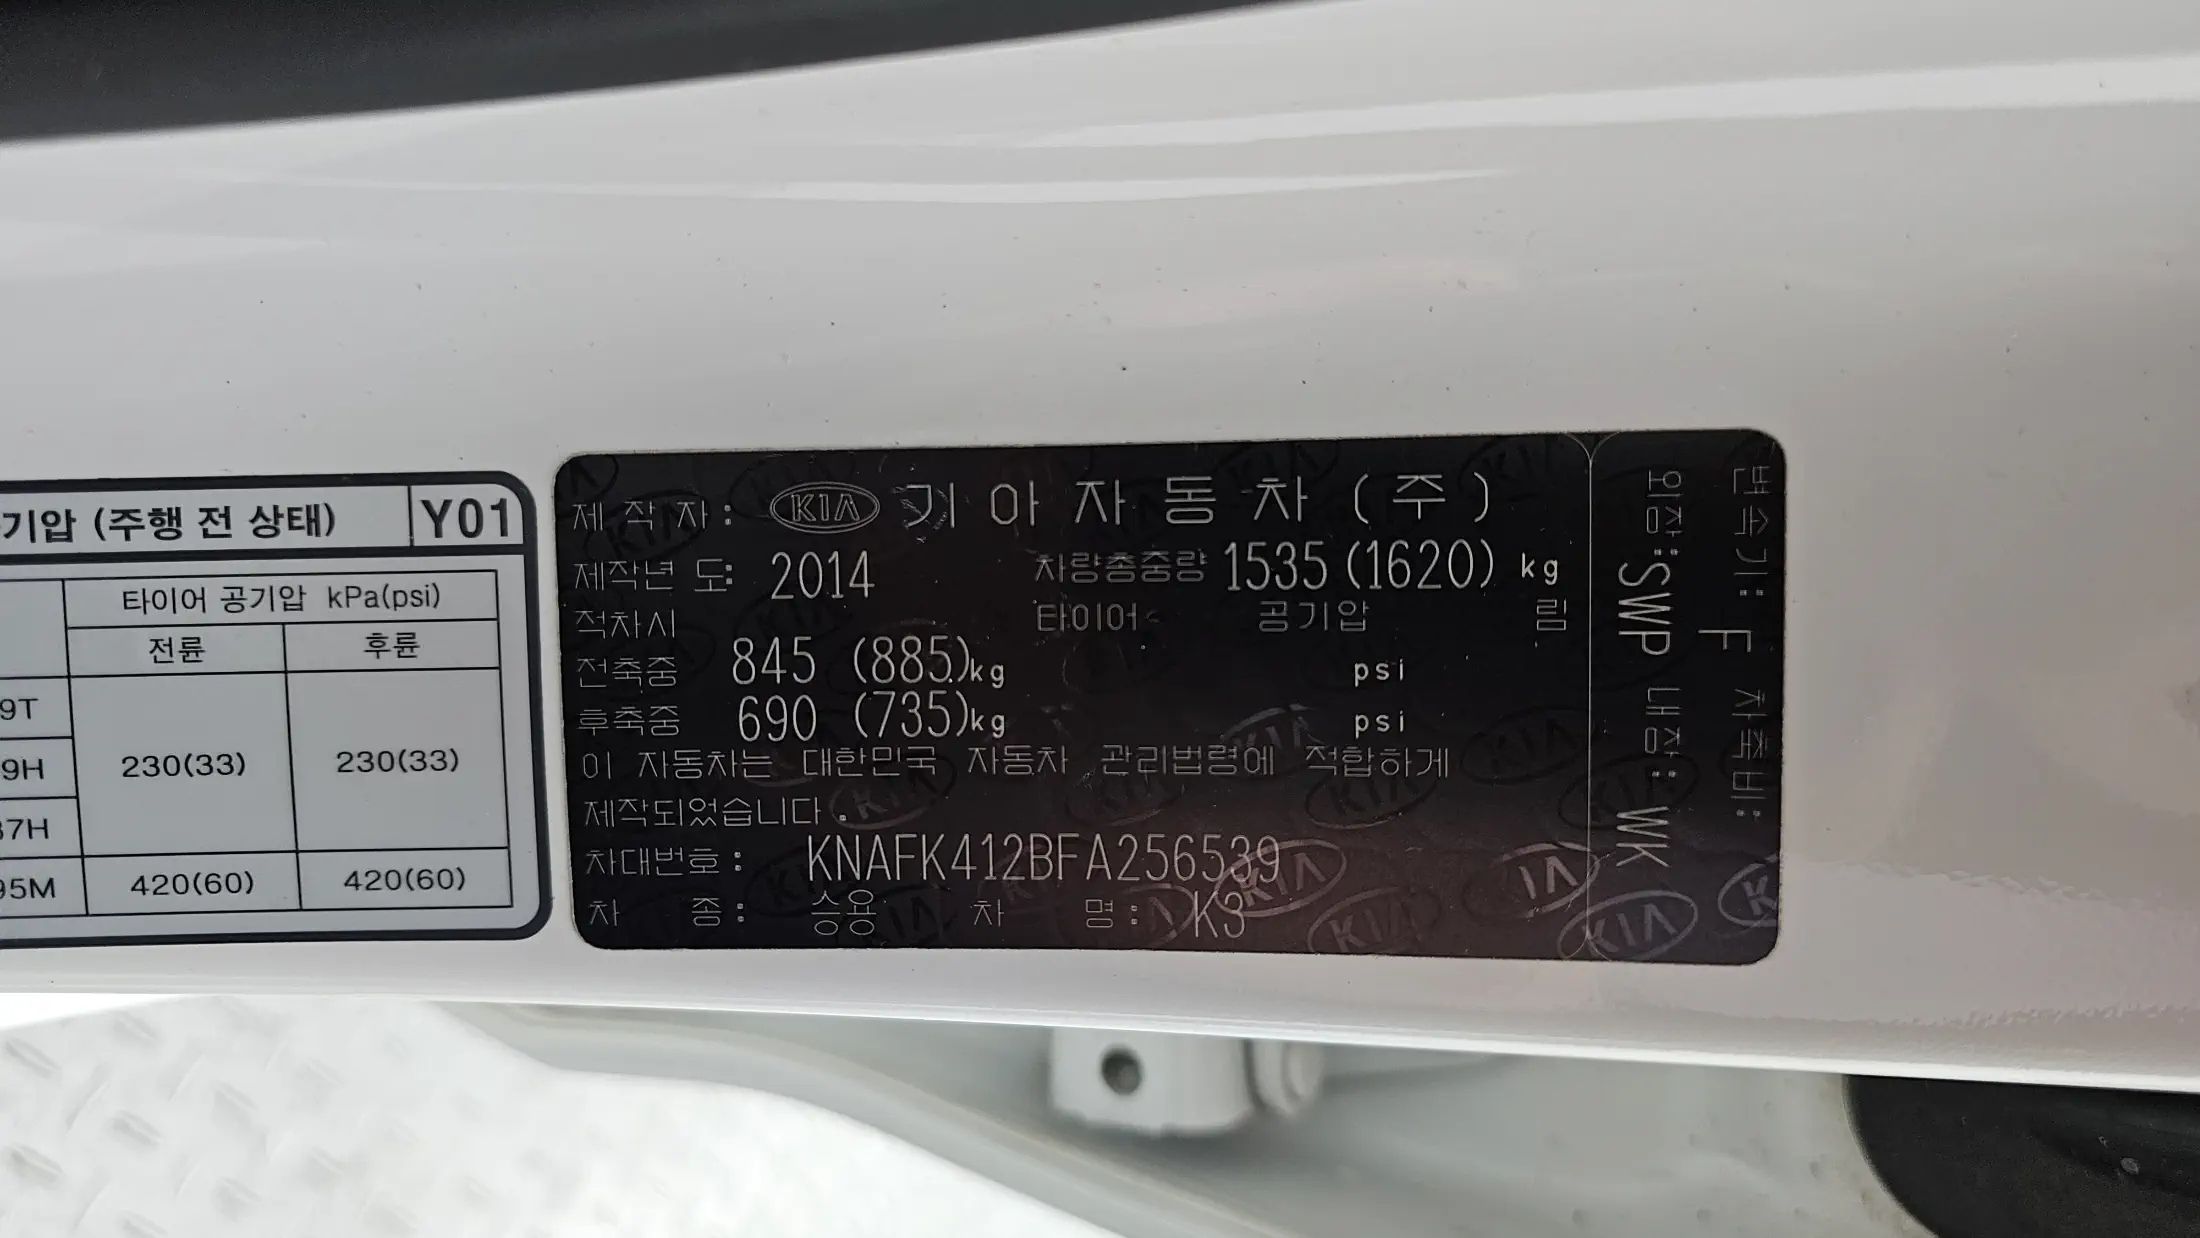 기압 (주행 전 상태) Y01
타이어 공기압 kPa(psi)
전륜 후륜
9T
9H 230(33) 230(33)
37H
95M 420(60) 420(60)
제 작 자 : KIA 기 아 자 동 차 (주)
제작년 도: 2014 차량총중량 1535 (1620) kg
적차시 타이어 공기압 림
전축중 845 (885)kg psi
후축중 690 (735)kg psi
이 자동차는 대한민국 자동차 관리법령에 적합하게
제작되었습니다.
차대번호: KNAFK412BFA256539
차 종: 승용 차 명: K3
변속기: F 차축비:
외장:SWP 내장:WK